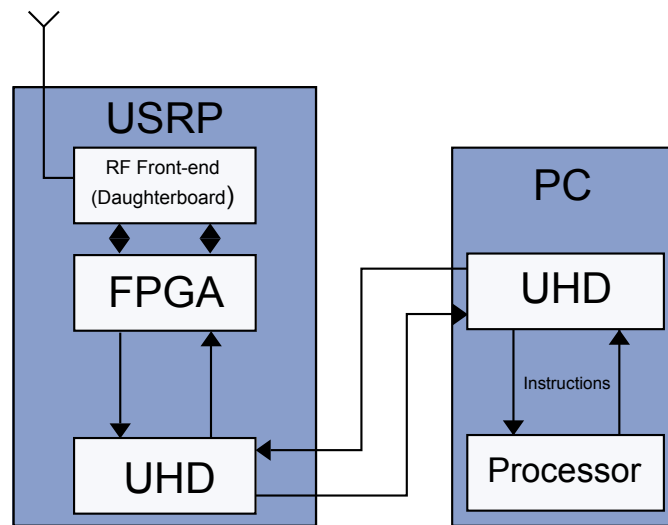 USRP
RF Front-end
(Daughterboard)
FPGA
UHD
PC
UHD
Instructions
Processor